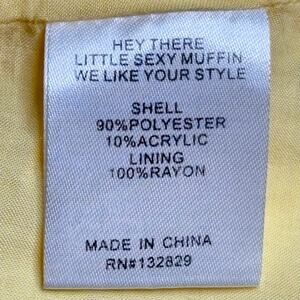 HEY THERE
LITTLE SEXY MUFFIN
WE LIKE YOUR STYLE
SHELL
90%POLYESTER
10%ACRYLIC
LINING
100%RAYON
MADE IN CHINA
RN#132829